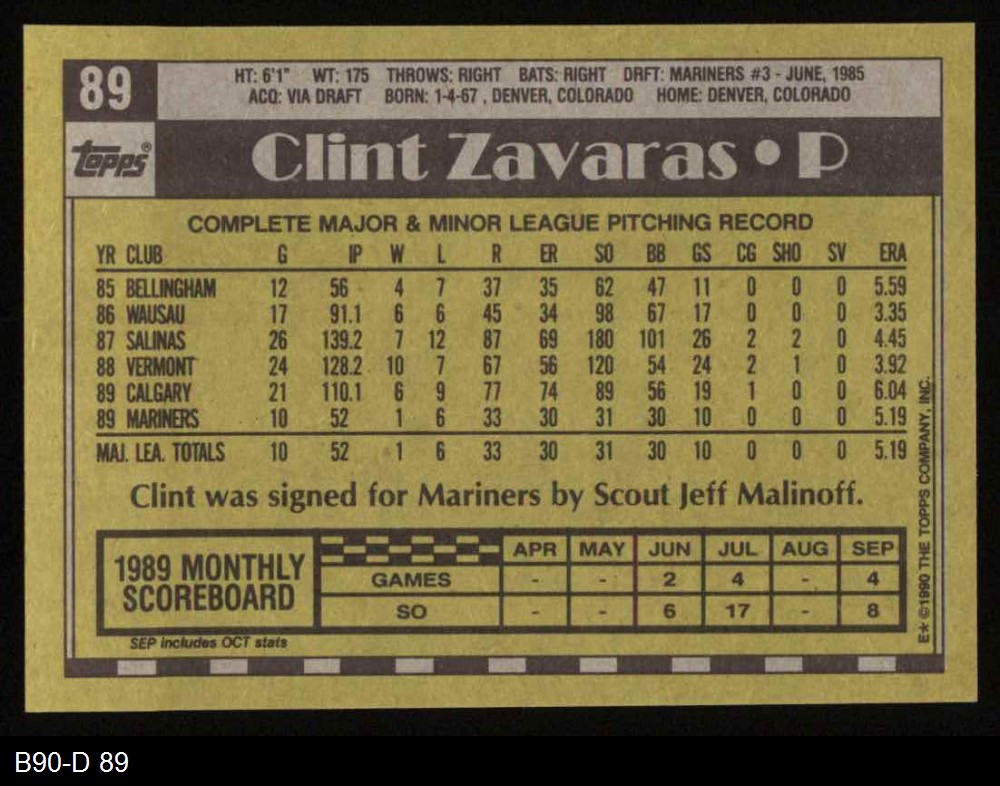 89
HT: 6'1" WT: 175 THROWS: RIGHT BATS: RIGHT DRFT: MARINERS #3 - JUNE, 1985
ACQ: VIA DRAFT BORN: 1-4-67 , DENVER, COLORADO HOME: DENVER, COLORADO
topps®
Clint Zavaras • P
COMPLETE MAJOR & MINOR LEAGUE PITCHING RECORD
YR CLUB G IP W L R ER SO BB GS CG SHO SV ERA
85 BELLINGHAM 12 56 4 7 37 35 62 47 11 0 0 0 5.59
86 WAUSAU 17 91.1 6 6 45 34 98 67 17 0 0 0 3.35
87 SALINAS 26 139.2 7 12 87 69 180 101 26 2 2 0 4.45
88 VERMONT 24 128.2 10 7 67 56 120 54 24 2 1 0 3.92
89 CALGARY 21 110.1 6 9 77 74 89 56 19 1 0 0 6.04
89 MARINERS 10 52 1 6 33 30 31 30 10 0 0 0 5.19
MAJ. LEA. TOTALS 10 52 1 6 33 30 31 30 10 0 0 0 5.19
Clint was signed for Mariners by Scout Jeff Malinoff.
1989 MONTHLY
SCOREBOARD
APR MAY JUN JUL AUG SEP
GAMES - - 2 4 - 4
SO - - 6 17 - 8
SEP includes OCT stats
E* ©1990 THE TOPPS COMPANY, INC.
B90-D 89